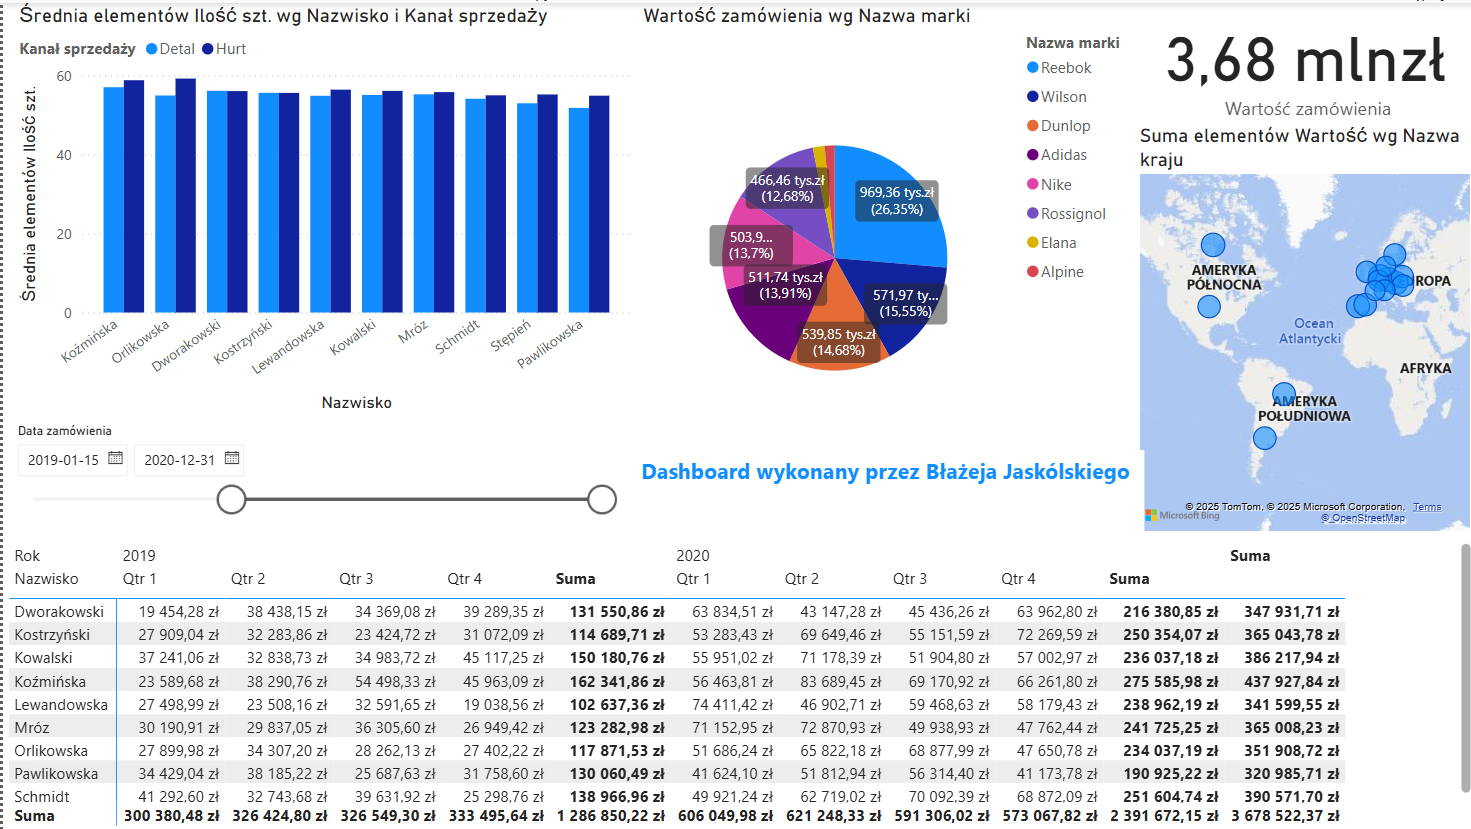 Średnia elementów Ilość szt. wg Nazwisko i Kanał sprzedaży
Kanał sprzedaży Detal Hurt
Średnia elementów Ilość szt.
60
40
20
0
Koźmińska
Orlikowska
Dworakowski
Kostrzyński
Lewandowska
Kowalski
Mróz
Schmidt
Stępień
Pawlikowska
Nazwisko
Wartość zamówienia wg Nazwa marki
Nazwa marki
Reebok
Wilson
Dunlop
Adidas
Nike
Rossignol
Elana
Alpine
969,36 tys.zł
(26,35%)
571,97 ty...
(15,55%)
539,85 tys.zł
(14,68%)
511,74 tys.zł
(13,91%)
503,9...
(13,7%)
466,46 tys.zł
(12,68%)
3,68 mlnzł
Wartość zamówienia
Suma elementów Wartość wg Nazwa
kraju
AMERYKA
PÓŁNOCNA
ROPA
Ocean
Atlantycki
AFRYKA
AMERYKA
POŁUDNIOWA
© 2025 TomTom, © 2025 Microsoft Corporation, Terms
© OpenStreetMap
Microsoft Bing
Data zamówienia
2019-01-15 2020-12-31
Dashboard wykonany przez Błażeja Jaskólskiego
Rok 2019 2020 Suma
Nazwisko Qtr 1 Qtr 2 Qtr 3 Qtr 4 Suma Qtr 1 Qtr 2 Qtr 3 Qtr 4 Suma
Dworakowski 19 454,28 zł 38 438,15 zł 34 369,08 zł 39 289,35 zł 131 550,86 zł 63 834,51 zł 43 147,28 zł 45 436,26 zł 63 962,80 zł 216 380,85 zł 347 931,71 zł
Kostrzyński 27 909,04 zł 32 283,86 zł 23 424,72 zł 31 072,09 zł 114 689,71 zł 53 283,43 zł 69 649,46 zł 55 151,59 zł 72 269,59 zł 250 354,07 zł 365 043,78 zł
Kowalski 37 241,06 zł 32 838,73 zł 34 983,72 zł 45 117,25 zł 150 180,76 zł 55 951,02 zł 71 178,39 zł 51 904,80 zł 57 002,97 zł 236 037,18 zł 386 217,94 zł
Koźmińska 23 589,68 zł 38 290,76 zł 54 498,33 zł 45 963,09 zł 162 341,86 zł 56 463,81 zł 83 689,45 zł 69 170,92 zł 66 261,80 zł 275 585,98 zł 437 927,84 zł
Lewandowska 27 498,99 zł 23 508,16 zł 32 591,65 zł 19 038,56 zł 102 637,36 zł 74 411,42 zł 46 902,71 zł 59 468,63 zł 58 179,43 zł 238 962,19 zł 341 599,55 zł
Mróz 30 190,91 zł 29 837,05 zł 36 305,60 zł 26 949,42 zł 123 282,98 zł 71 152,95 zł 72 870,93 zł 49 938,93 zł 47 762,44 zł 241 725,25 zł 365 008,23 zł
Orlikowska 27 899,98 zł 34 307,20 zł 28 262,13 zł 27 402,22 zł 117 871,53 zł 51 686,24 zł 65 822,18 zł 68 877,99 zł 47 650,78 zł 234 037,19 zł 351 908,72 zł
Pawlikowska 34 429,04 zł 38 185,22 zł 25 687,63 zł 31 758,60 zł 130 060,49 zł 41 624,10 zł 51 812,94 zł 56 314,40 zł 41 173,78 zł 190 925,22 zł 320 985,71 zł
Schmidt 41 292,60 zł 32 743,68 zł 39 631,92 zł 25 298,76 zł 138 966,96 zł 49 921,24 zł 62 719,02 zł 70 092,39 zł 68 872,09 zł 251 604,74 zł 390 571,70 zł
Suma 300 380,48 zł 326 424,80 zł 326 549,30 zł 333 495,64 zł 1 286 850,22 zł 606 049,98 zł 621 248,33 zł 591 306,02 zł 573 067,82 zł 2 391 672,15 zł 3 678 522,37 zł